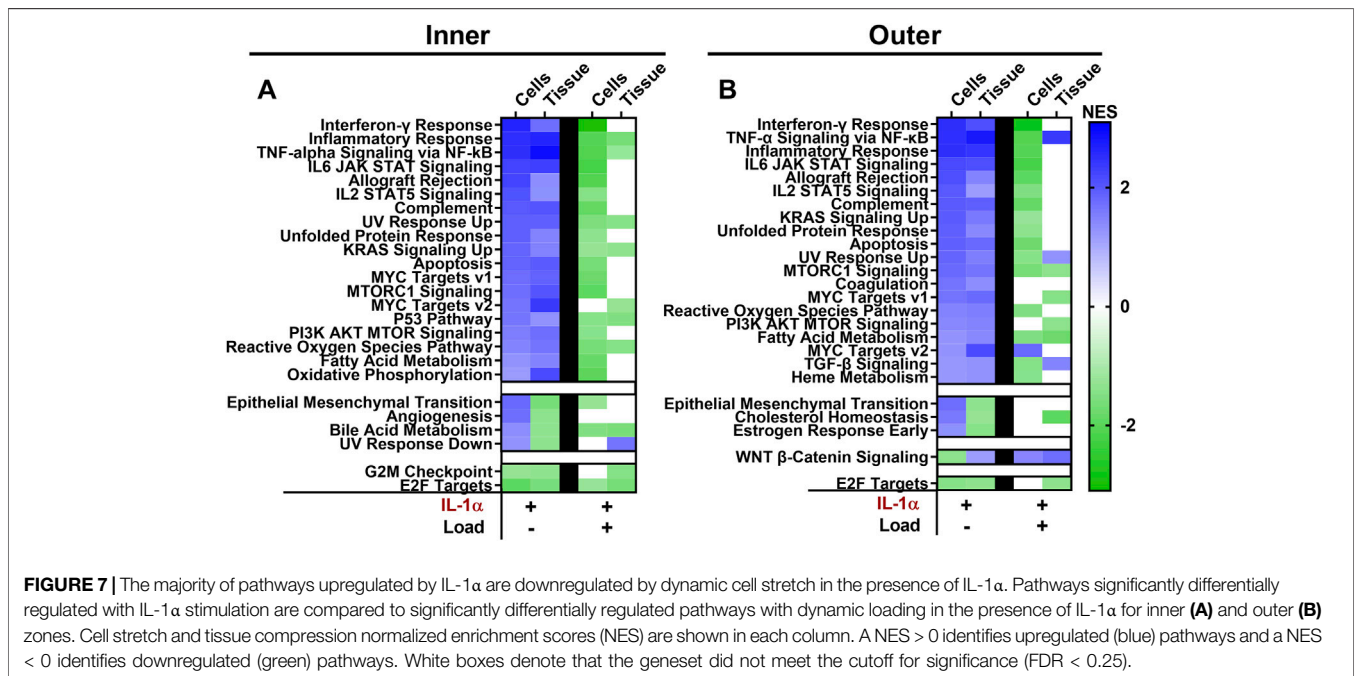 Inner
Outer
A
Cells
Tissue
Cells
Tissue
Interferon-γ Response
Inflammatory Response
TNF-alpha Signaling via NF-kB
IL6 JAK STAT Signaling
Allograft Rejection
IL2 STAT5 Signaling
Complement
UV Response Up
Unfolded Protein Response
KRAS Signaling Up
Apoptosis
MYC Targets v1
MTORC1 Signaling
MYC Targets v2
P53 Pathway
PI3K AKT MTOR Signaling
Reactive Oxygen Species Pathway
Fatty Acid Metabolism
Oxidative Phosphorylation
Epithelial Mesenchymal Transition
Angiogenesis
Bile Acid Metabolism
UV Response Down
G2M Checkpoint
E2F Targets
IL-1α + +
Load - +
B
Cells
Tissue
Cells
Tissue
Interferon-γ Response
TNF-α Signaling via NF-κB
Inflammatory Response
IL6 JAK STAT Signaling
Allograft Rejection
IL2 STAT5 Signaling
Complement
KRAS Signaling Up
Unfolded Protein Response
Apoptosis
UV Response Up
MTORC1 Signaling
Coagulation
MYC Targets v1
Reactive Oxygen Species Pathway
PI3K AKT MTOR Signaling
Fatty Acid Metabolism
MYC Targets v2
TGF-β Signaling
Heme Metabolism
Epithelial Mesenchymal Transition
Cholesterol Homeostasis
Estrogen Response Early
WNT β-Catenin Signaling
E2F Targets
IL-1α + +
Load - +
NES
2
0
-2
FIGURE 7 | The majority of pathways upregulated by IL-1α are downregulated by dynamic cell stretch in the presence of IL-1α. Pathways significantly differentially
regulated with IL-1α stimulation are compared to significantly differentially regulated pathways with dynamic loading in the presence of IL-1α for inner (A) and outer (B)
zones. Cell stretch and tissue compression normalized enrichment scores (NES) are shown in each column. A NES > 0 identifies upregulated (blue) pathways and a NES
< 0 identifies downregulated (green) pathways. White boxes denote that the geneset did not meet the cutoff for significance (FDR < 0.25).